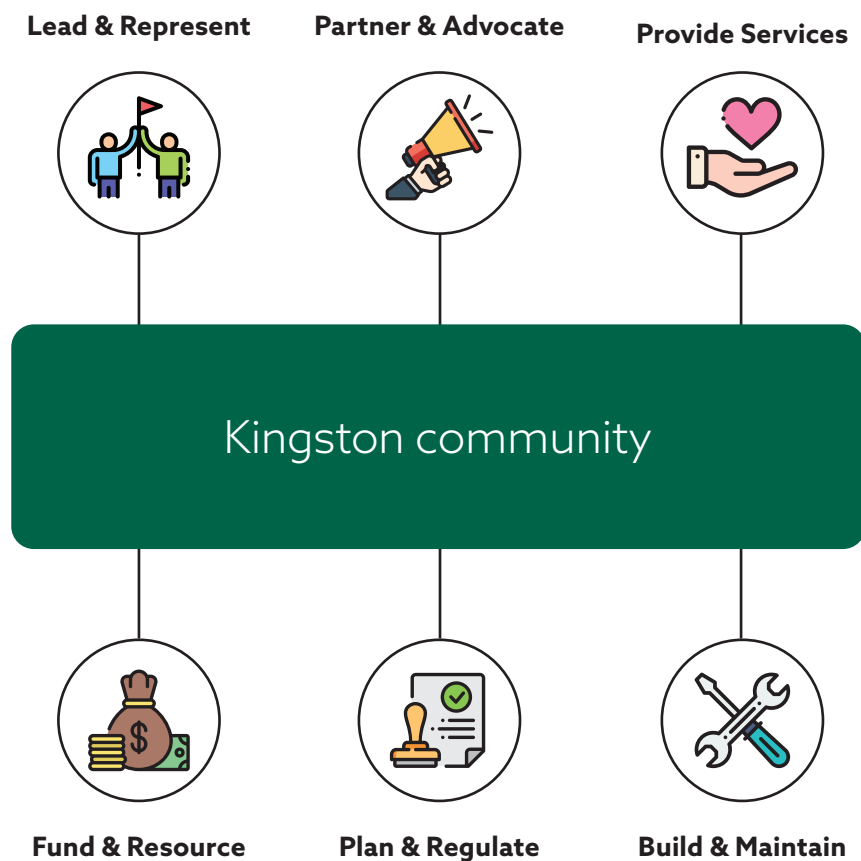 Lead & Represent
Partner & Advocate
Provide Services
Kingston community
$
Fund & Resource
Plan & Regulate
Build & Maintain